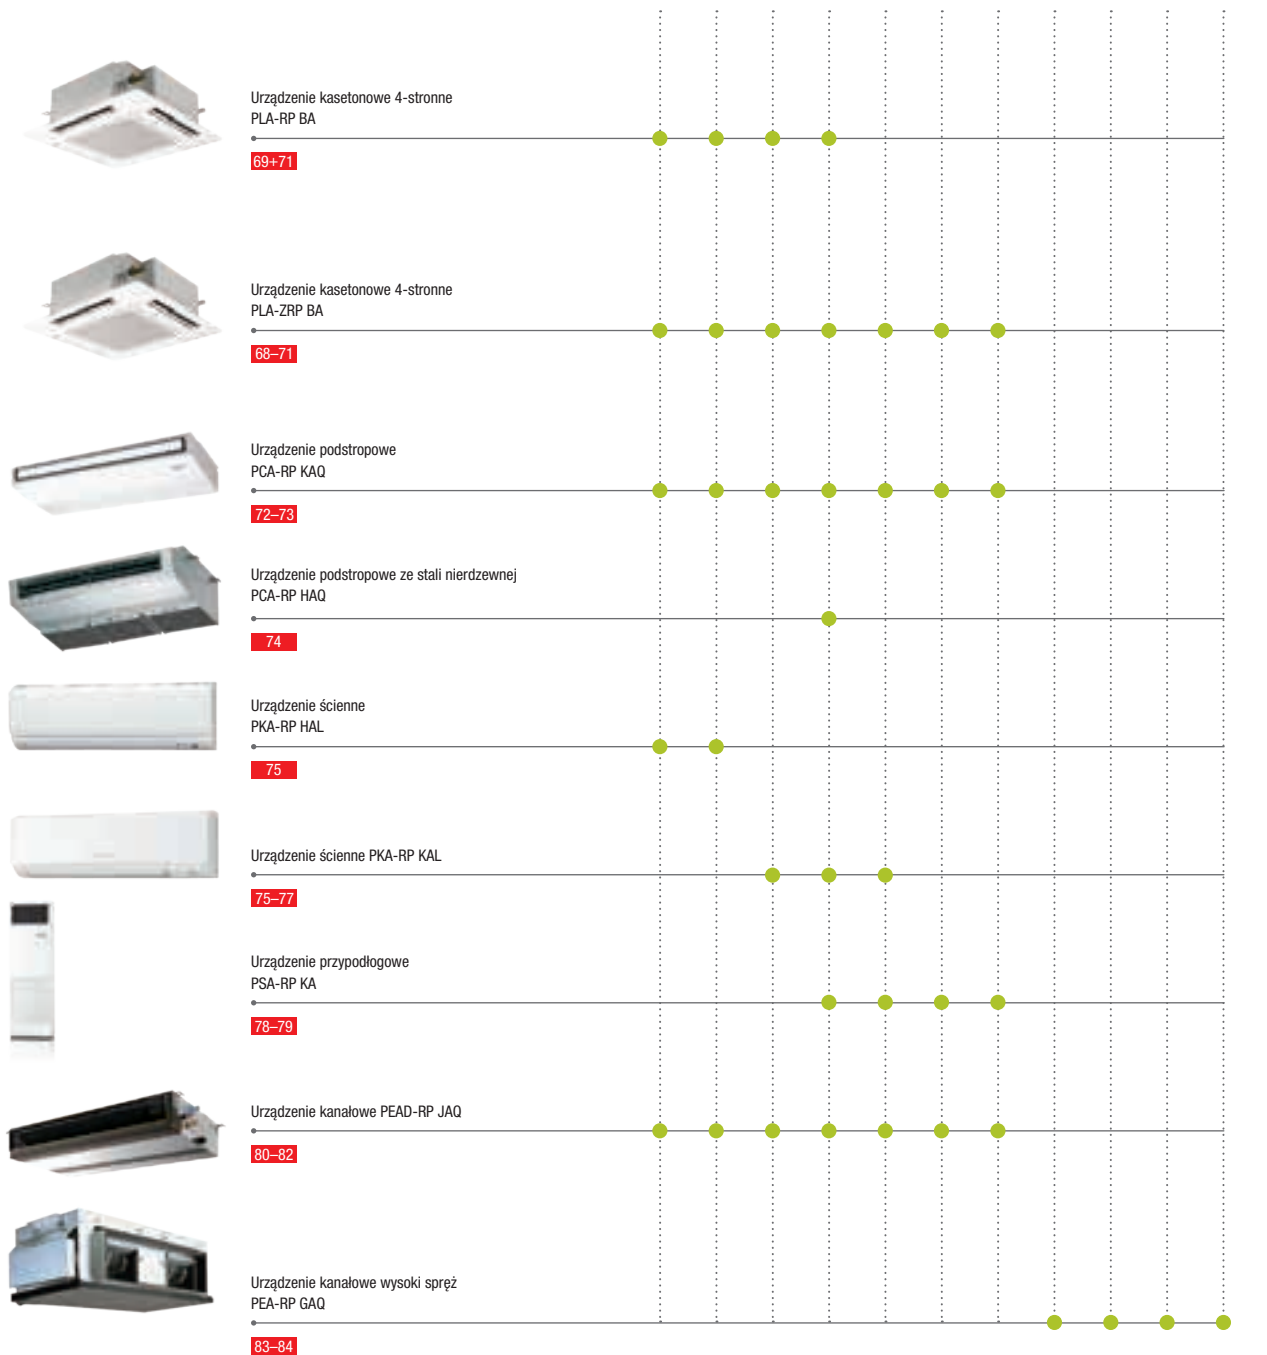 Urządzenie kasetonowe 4-stronne
PLA-RP BA
69+71
Urządzenie kasetonowe 4-stronne
PLA-ZRP BA
68–71
Urządzenie podstropowe
PCA-RP KAQ
72–73
Urządzenie podstropowe ze stali nierdzewnej
PCA-RP HAQ
74
Urządzenie ścienne
PKA-RP HAL
75
Urządzenie ścienne PKA-RP KAL
75–77
Urządzenie przypodłogowe
PSA-RP KA
78–79
Urządzenie kanałowe PEAD-RP JAQ
80–82
Urządzenie kanałowe wysoki spręż
PEA-RP GAQ
83–84